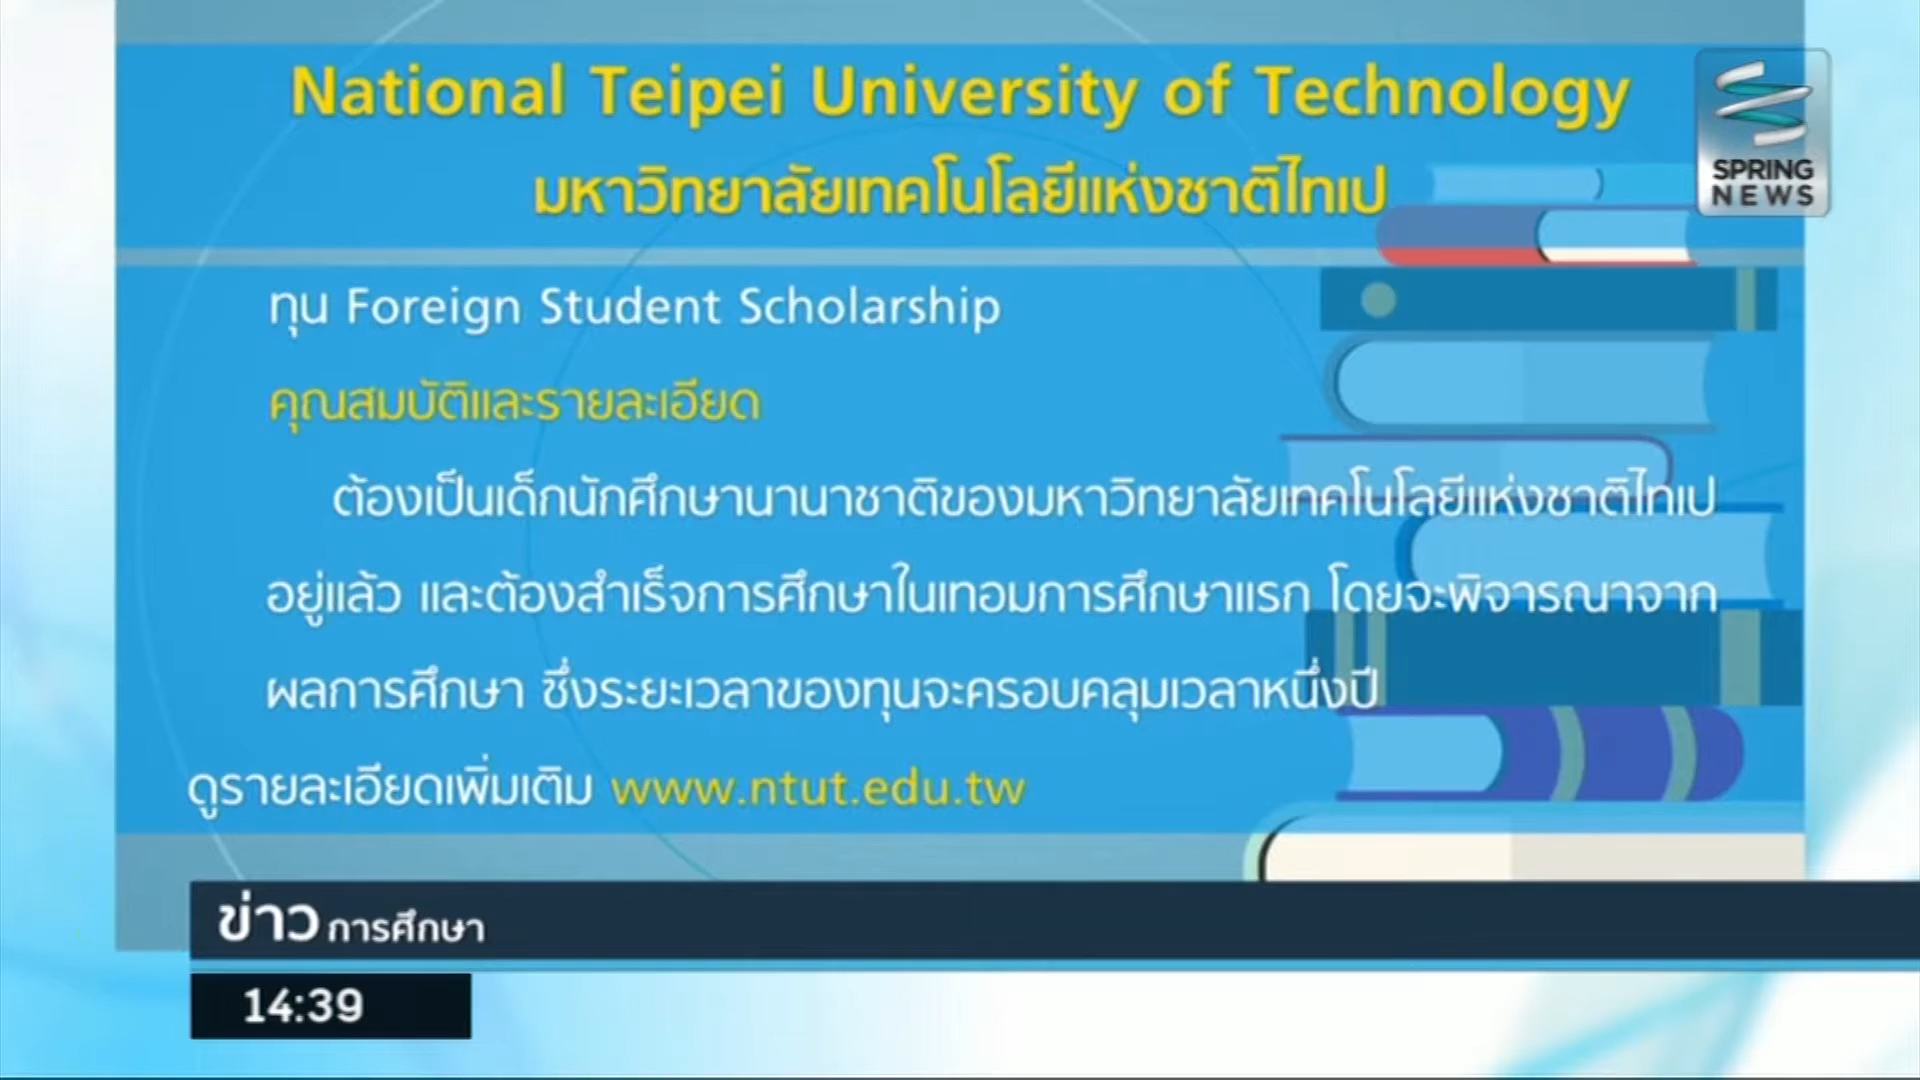 National Teipei University of Technology
มหาวิทยาลัยเทคโนโลยีแห่งชาติไทเป
SPRING
NEWS
ทุน Foreign Student Scholarship
คุณสมบัติและรายละเอียด
ต้องเป็นเด็กนักศึกษานานาชาติของมหาวิทยาลัยเทคโนโลยีแห่งชาติไทเป
อยู่แล้ว และต้องสำเร็จการศึกษาในเทอมการศึกษาแรก โดยจะพิจารณาจาก
ผลการศึกษา ซึ่งระยะเวลาของทุนจะครอบคลุมเวลาหนึ่งปี
ดูรายละเอียดเพิ่มเติม www.ntut.edu.tw
ข่าว การศึกษา
14:39